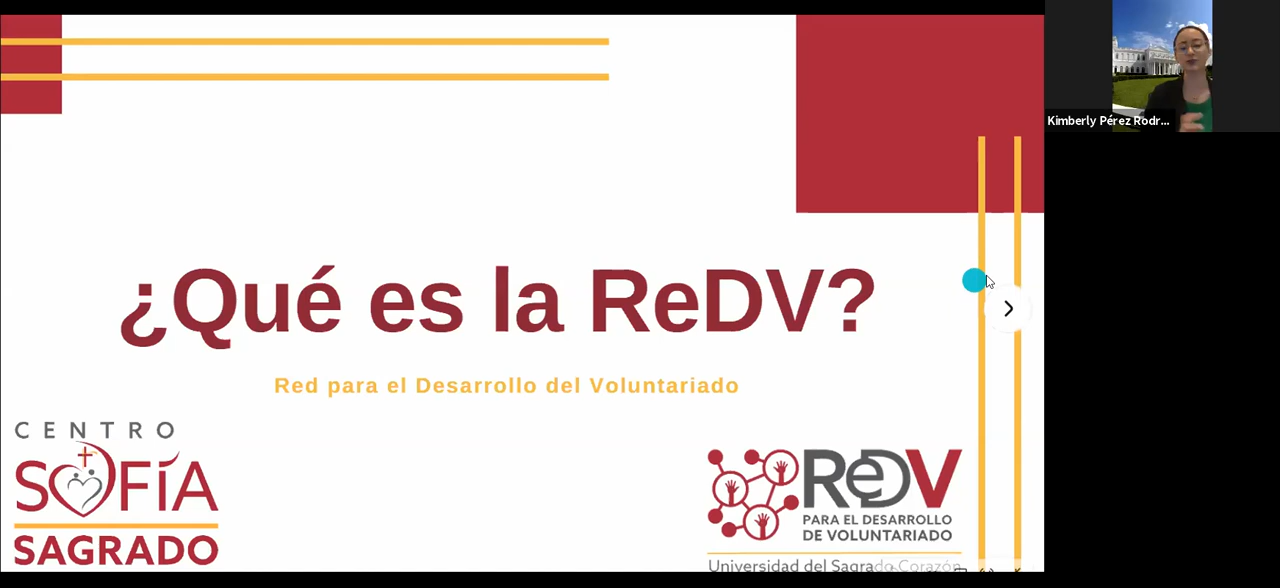 Kimberly Pérez Rodr...
¿Qué es la ReDV?
Red para el Desarrollo del Voluntariado
CENTRO
SOFÍA
SAGRADO
ReDV
PARA EL DESARROLLO
DE VOLUNTARIADO
Universidad del Sagrado Corazón